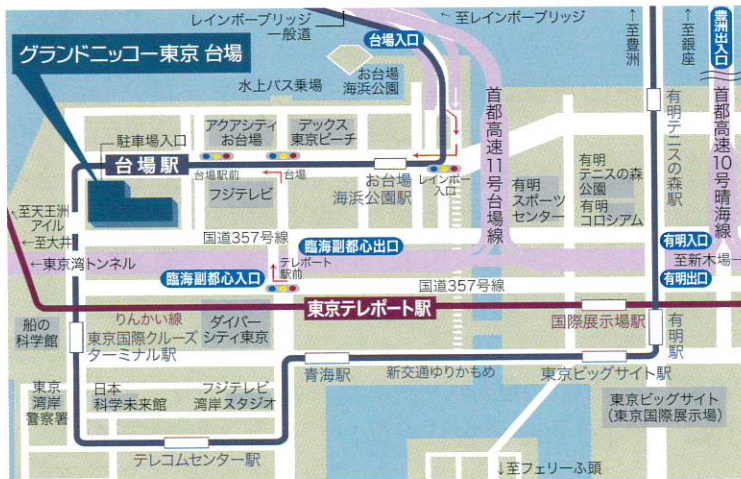 レインボーブリッジ
一般道
←至レインボーブリッジ
台場入口
↑至豊洲
↑至銀座
豊洲出入口
グランドニッコー東京 台場
お台場
海浜公園
水上バス乗場
首都高速11号台場線
首都高速10号晴海線
有明テニスの森駅
駐車場入口
アクアシティ
お台場
デックス
東京ビーチ
台場駅
台場駅前
台場
お台場
海浜公園駅
レインボー
入口
有明
テニスの森
公園
有明
スポーツ
センター
有明
コロシアム
フジテレビ
←至天王洲
アイル
←至大井
国道357号線
臨海副都心出口
有明入口
←東京湾トンネル
至新木場→
臨海副都心入口
テレポート
駅前
有明出口
国道357号線
東京テレポート駅
りんかい線
国際展示場駅
船の
科学館
東京国際クルーズ
ターミナル駅
ダイバー
シティ東京
有明駅
青海駅
新交通ゆりかもめ
東京ビッグサイト駅
東京
湾岸
警察署
日本
科学未来館
フジテレビ
湾岸スタジオ
東京ビッグサイト
(東京国際展示場)
テレコムセンター駅
↓至フェリーふ頭